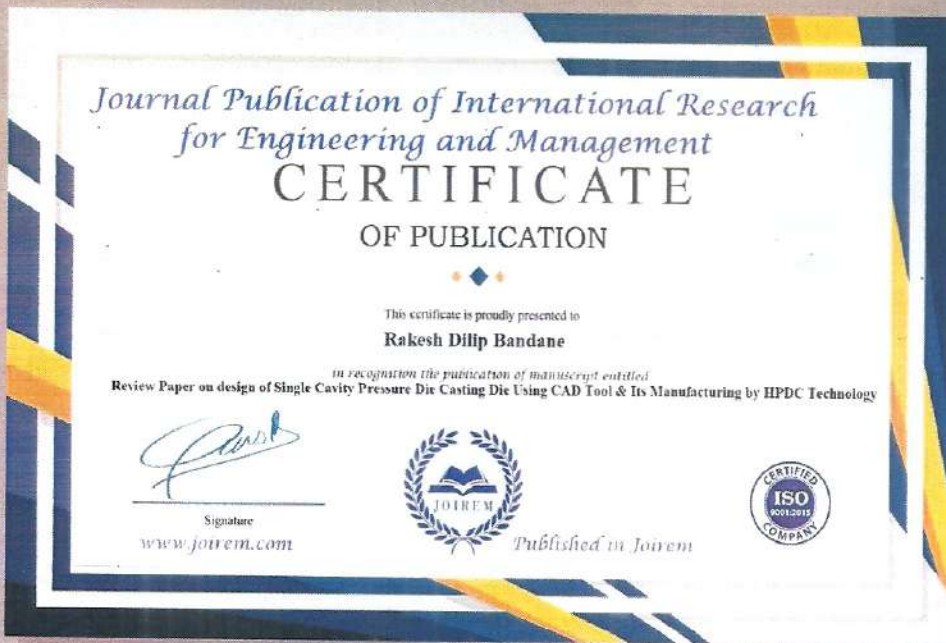 Journal Publication of International Research
for Engineering and Management
CERTIFICATE
OF PUBLICATION
This certificate is proudly presented to
Rakesh Dilip Bandane
in recognition the publication of manuscript entitled
Review Paper on design of Single Cavity Pressure Die Casting Die Using CAD Tool & Its Manufacturing by HPDC Technology
Signature
www.joirem.com
JOIREM
Published in Joirem
CERTIFIED
ISO
9001:2015
COMPANY